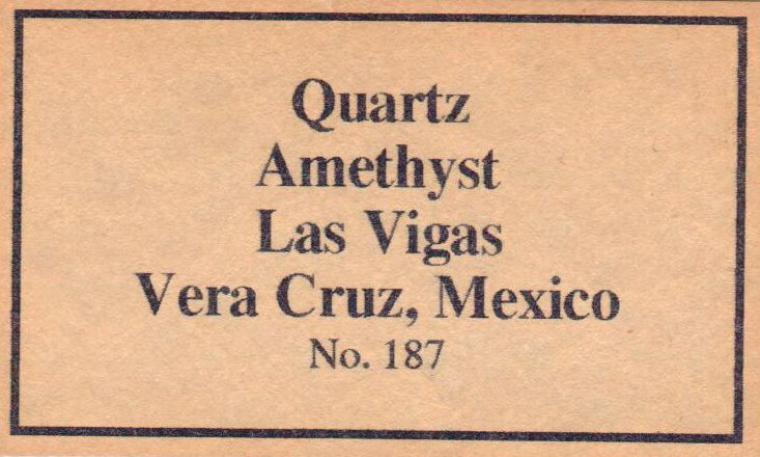 Quartz
Amethyst
Las Vigas
Vera Cruz, Mexico
No. 187